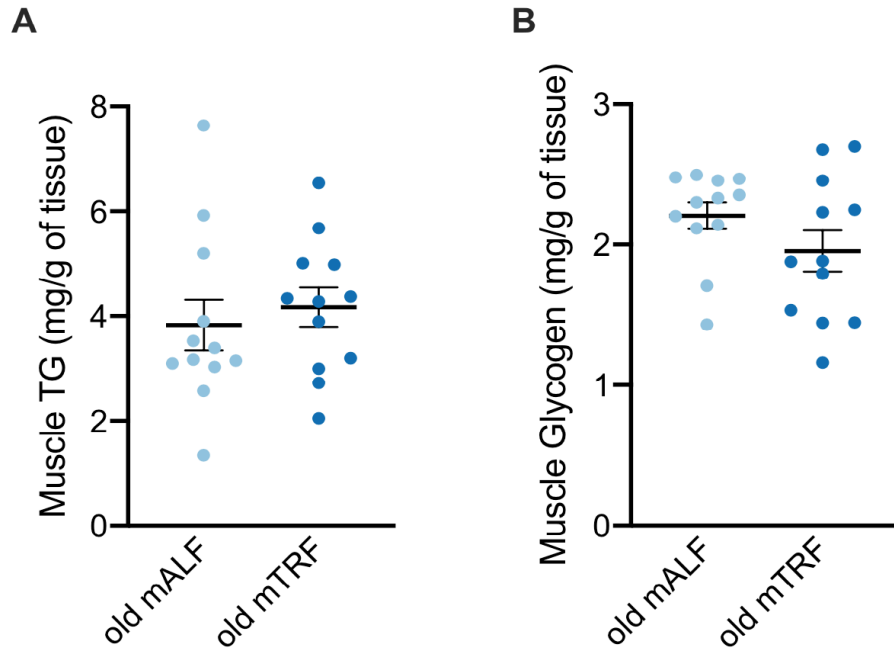 A
Muscle TG (mg/g of tissue)
8
6
4
2
0
old mALF
old mTRF
B
Muscle Glycogen (mg/g of tissue)
3
2
1
0
old mALF
old mTRF